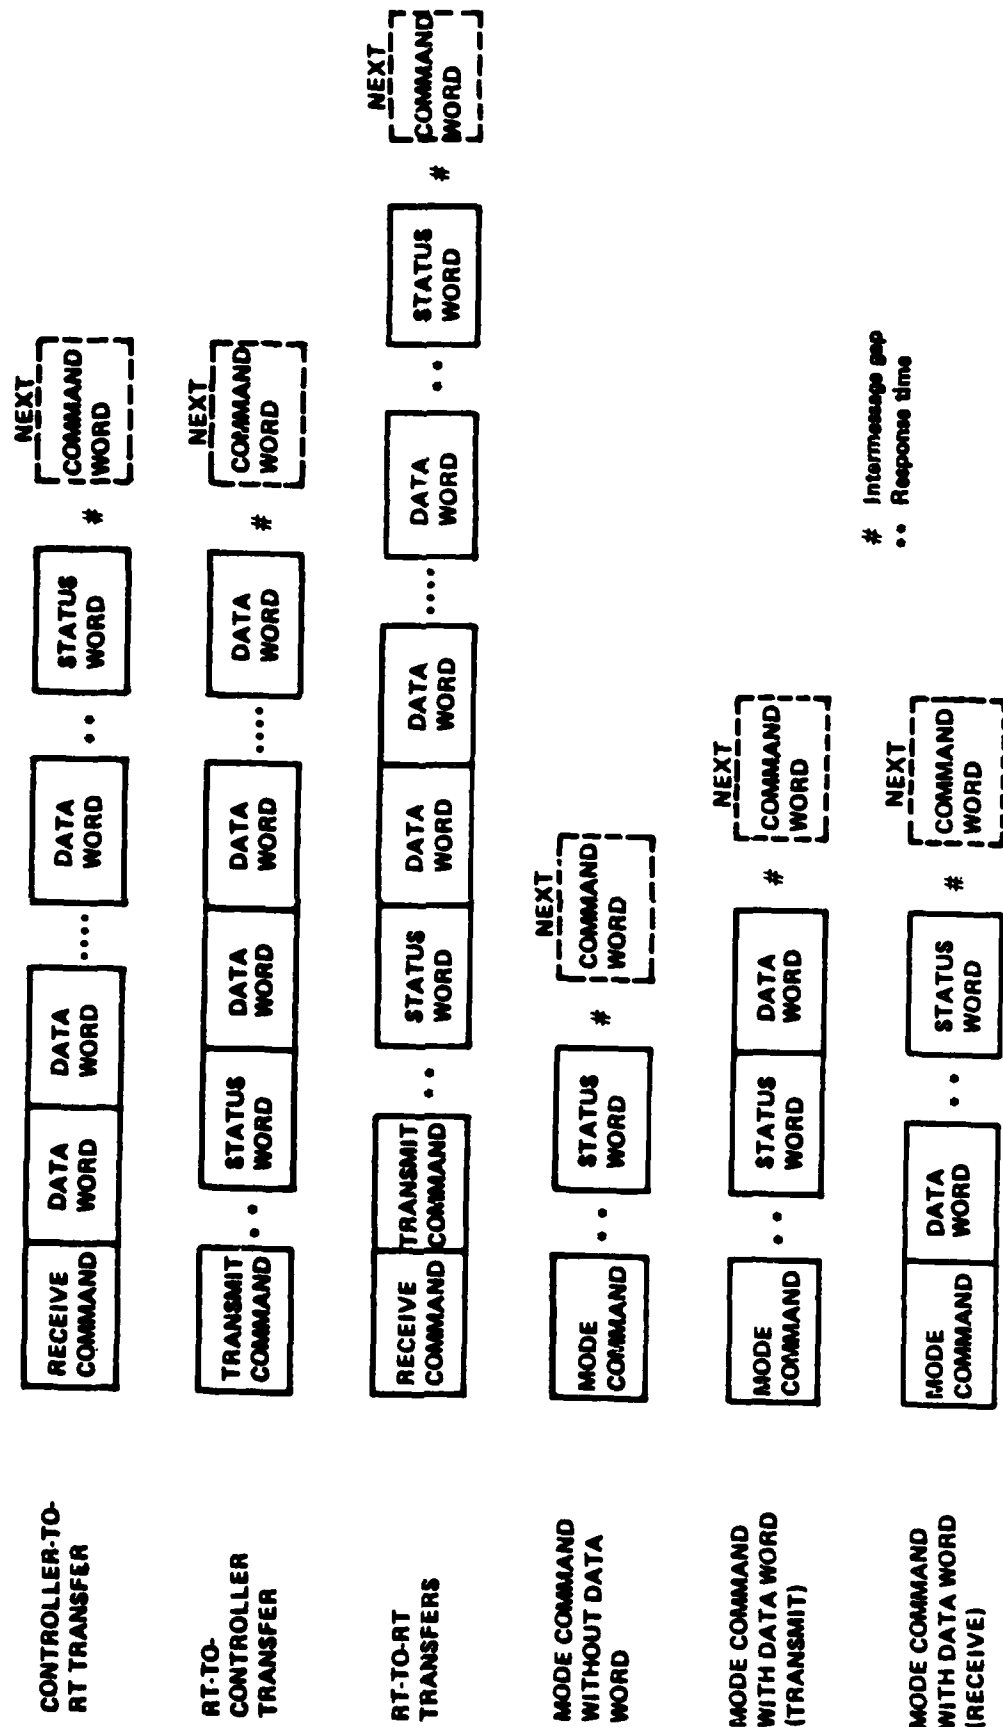 CONTROLLER-TO-
RT TRANSFER
RECEIVE
COMMAND
DATA
WORD
DATA
WORD
....
DATA
WORD
**
STATUS
WORD
#
NEXT
COMMAND
WORD
RT-TO-
CONTROLLER
TRANSFER
TRANSMIT
COMMAND
**
STATUS
WORD
DATA
WORD
DATA
WORD
....
DATA
WORD
#
NEXT
COMMAND
WORD
RT-TO-RT
TRANSFERS
RECEIVE
COMMAND
TRANSMIT
COMMAND
**
STATUS
WORD
DATA
WORD
DATA
WORD
....
DATA
WORD
**
STATUS
WORD
#
NEXT
COMMAND
WORD
MODE COMMAND
WITHOUT DATA
WORD
MODE
COMMAND
**
STATUS
WORD
#
NEXT
COMMAND
WORD
MODE COMMAND
WITH DATA WORD
(TRANSMIT)
MODE
COMMAND
**
STATUS
WORD
DATA
WORD
#
NEXT
COMMAND
WORD
MODE COMMAND
WITH DATA WORD
(RECEIVE)
MODE
COMMAND
DATA
WORD
**
STATUS
WORD
#
NEXT
COMMAND
WORD
# Intermessage gap
** Response time